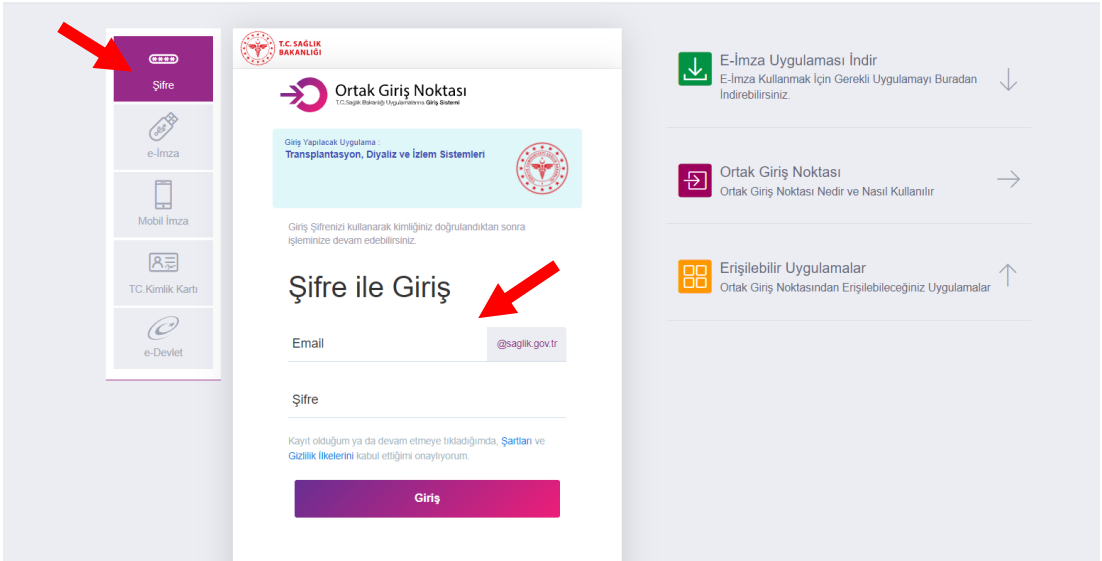 Şifre
e-İmza
Mobil İmza
TC.Kimlik Kartı
e-Devlet
T.C. SAĞLIK
BAKANLIĞI
Ortak Giriş Noktası
T.C.Sağlık Bakanlığı Uygulamalarına Giriş Sistemi
Giriş Yapılacak Uygulama :
Transplantasyon, Diyaliz ve İzlem Sistemleri
Giriş Şifrenizi kullanarak kimliğiniz doğrulandıktan sonra
işleminize devam edebilirsiniz.
Şifre ile Giriş
Email
@saglik.gov.tr
Şifre
Kayıt olduğum ya da devam etmeye tıkladığımda, Şartları ve
Gizlilik İlkelerini kabul ettiğimi onaylıyorum.
Giriş
E-İmza Uygulaması İndir
E-İmza Kullanmak İçin Gerekli Uygulamayı Buradan
İndirebilirsiniz.
Ortak Giriş Noktası
Ortak Giriş Noktası Nedir ve Nasıl Kullanılır
Erişilebilir Uygulamalar
Ortak Giriş Noktasından Erişilebileceğiniz Uygulamalar